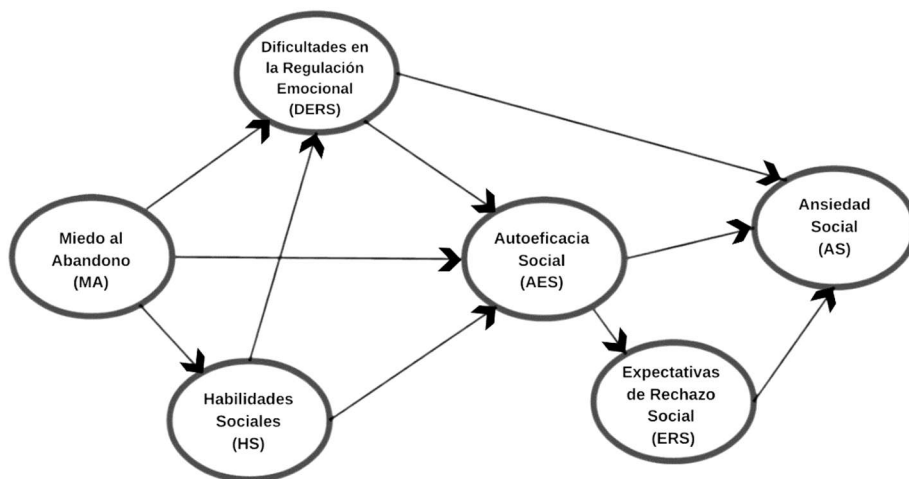 Dificultades en
la Regulación
Emocional
(DERS)
Miedo al
Abandono
(MA)
Habilidades
Sociales
(HS)
Autoeficacia
Social
(AES)
Expectativas
de Rechazo
Social
(ERS)
Ansiedad
Social
(AS)